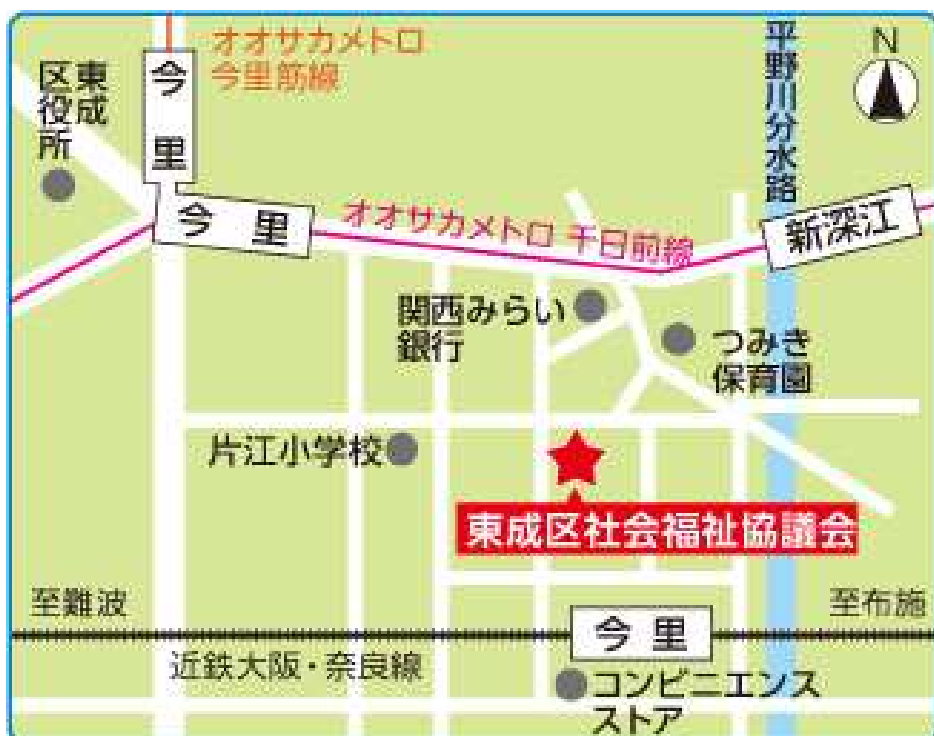 オオサカメトロ
今里筋線
今里
東成
区役所
平野川分水路
N
今里
オオサカメトロ 千日前線
新深江
関西みらい
銀行
つみき
保育園
片江小学校
東成区社会福祉協議会
至難波
至布施
今里
近鉄大阪・奈良線
コンビニエンス
ストア